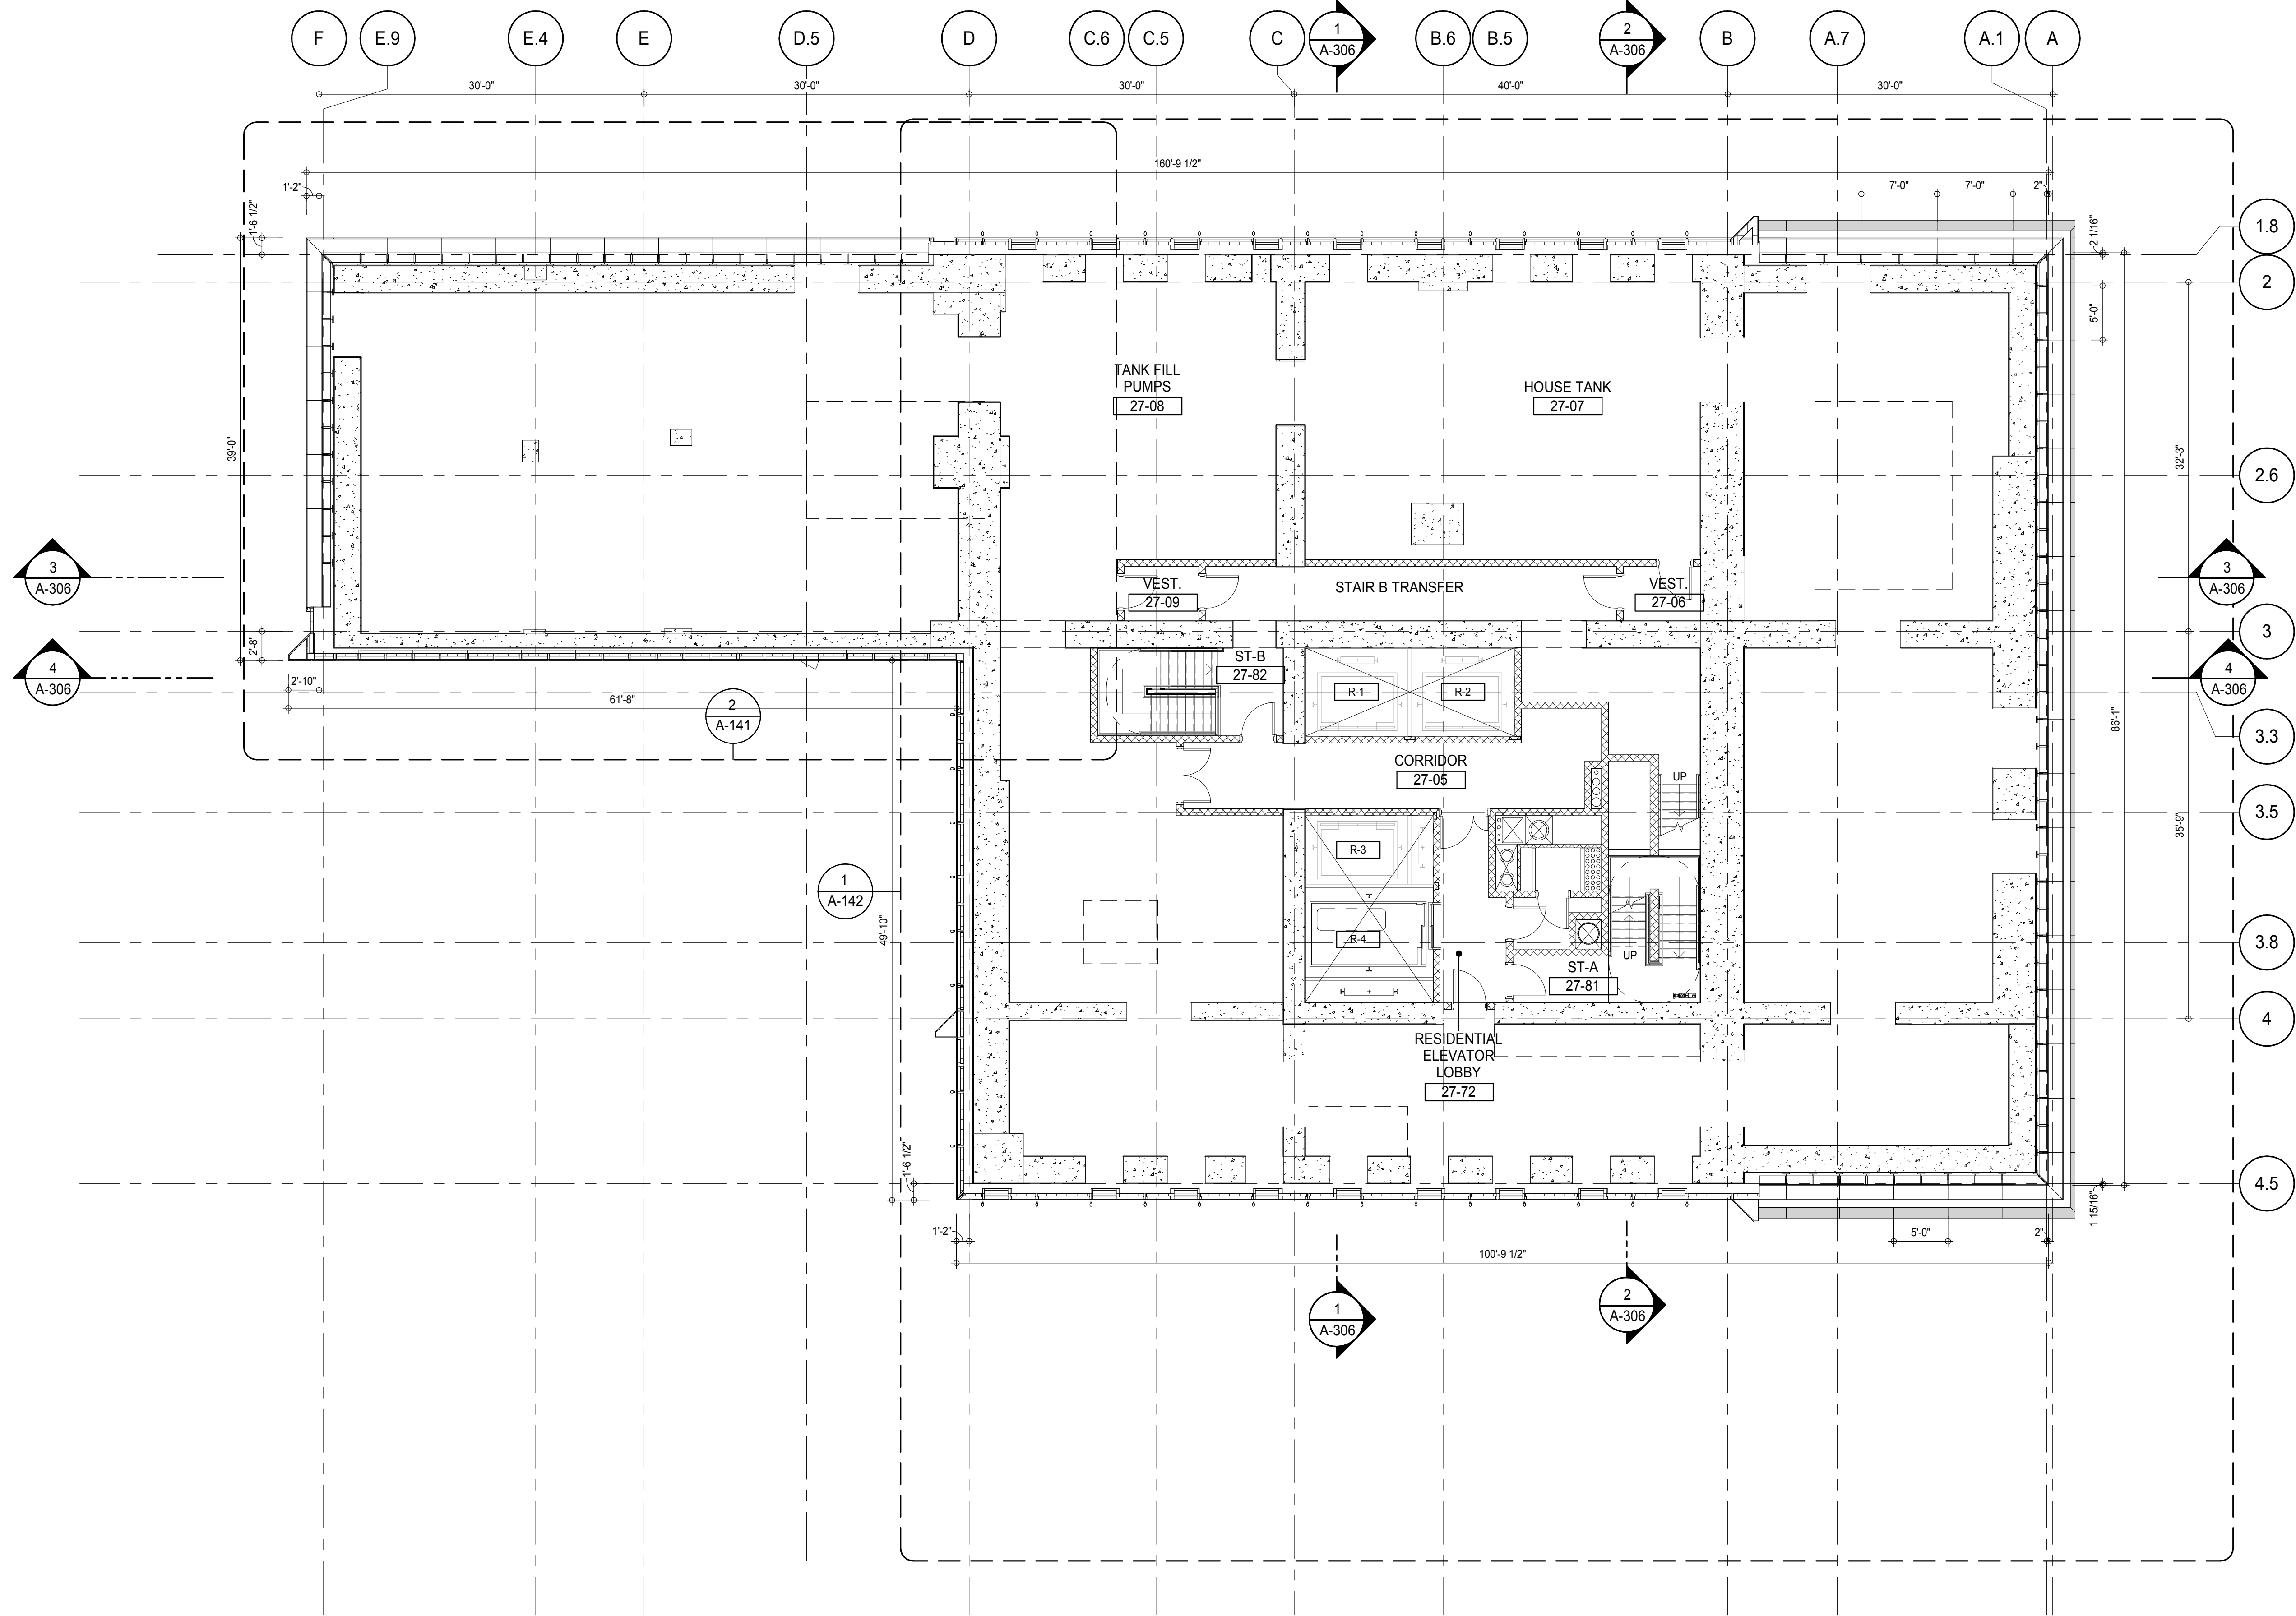 F
E.9
E.4
E
D.5
D
C.6
C.5
C
1
A-306
B.6
B.5
2
A-306
B
A.7
A.1
A
30'-0"
30'-0"
30'-0"
40'-0"
30'-0"
160'-9 1/2"
1'-2"
7'-0"
7'-0"
2"
1'-6 1/2"
2 1/16"
1.8
2
5'-0"
TANK FILL
PUMPS
27-08
HOUSE TANK
27-07
39'-0"
32'-3"
2.6
3
A-306
VEST.
27-09
STAIR B TRANSFER
VEST.
27-06
3
A-306
3
2'-8"
4
A-306
ST-B
27-82
R-1
R-2
4
A-306
2'-10"
61'-8"
2
A-141
86'-1"
3.3
CORRIDOR
27-05
UP
3.5
35'-9"
R-3
1
A-142
49'-10"
R-4
3.8
UP
ST-A
27-81
4
RESIDENTIAL
ELEVATOR
LOBBY
27-72
1'-6 1/2"
4.5
1 15/16"
1'-2"
5'-0"
2"
100'-9 1/2"
1
A-306
2
A-306